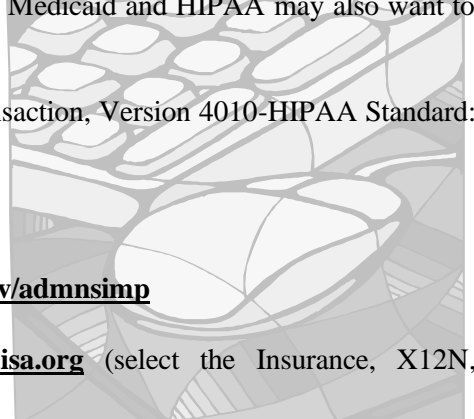 Medicaid and HIPAA may also want to
saction, Version 4010-HIPAA Standard:
v/admnsimp
isa.org (select the Insurance, X12N,